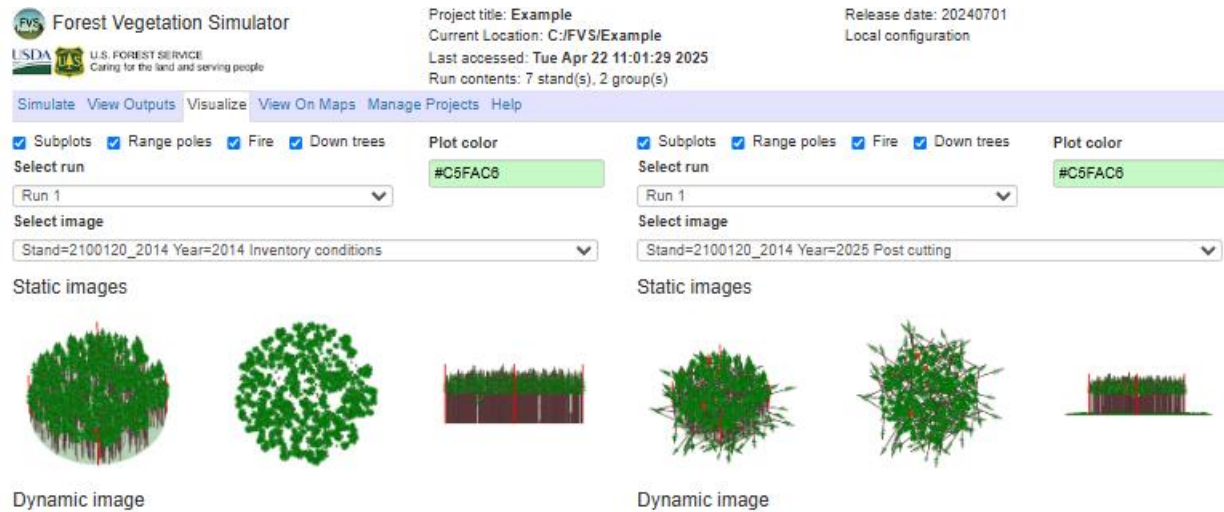 FVS Forest Vegetation Simulator
USDA U.S. FOREST SERVICE
Caring for the land and serving people
Project title: Example
Current Location: C:/FVS/Example
Last accessed: Tue Apr 22 11:01:29 2025
Run contents: 7 stand(s), 2 group(s)
Release date: 20240701
Local configuration
Simulate View Outputs Visualize View On Maps Manage Projects Help
Subplots Range poles Fire Down trees
Plot color
Select run
#C5FAC6
Run 1
Select image
Stand=2100120_2014 Year=2014 Inventory conditions
Static images
Dynamic image
Subplots Range poles Fire Down trees
Plot color
Select run
#C5FAC6
Run 1
Select image
Stand=2100120_2014 Year=2025 Post cutting
Static images
Dynamic image